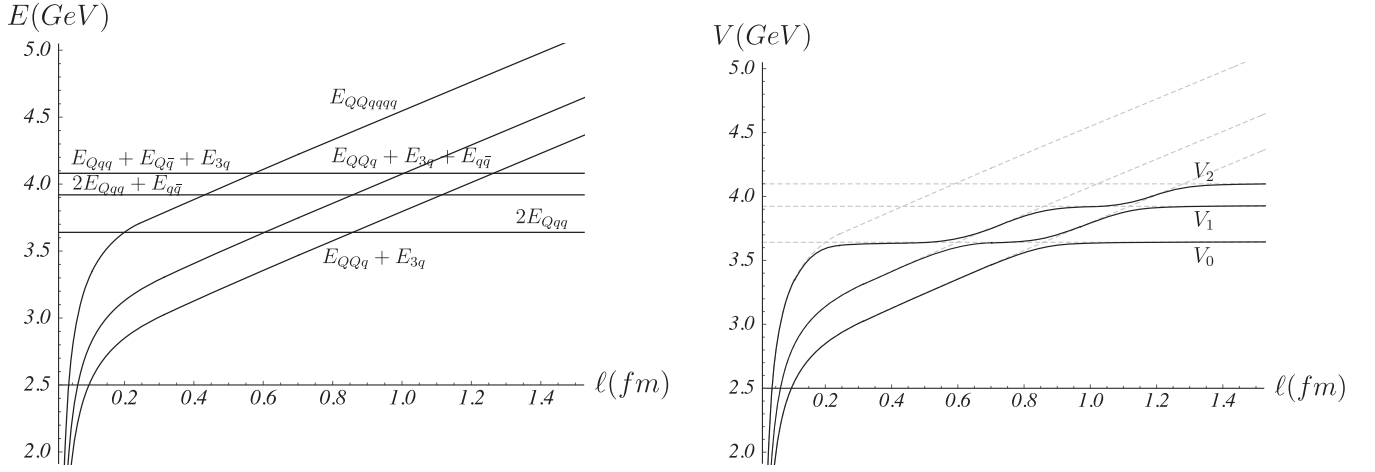 E(GeV)
5.0
4.5
4.0
3.5
3.0
2.5
2.0
E_{QQqqqq}
E_{Qqq} + E_{Q\bar{q}} + E_{3q}
E_{QQq} + E_{3q} + E_{q\bar{q}}
2E_{Qqq} + E_{q\bar{q}}
2E_{Qqq}
E_{QQq} + E_{3q}
0.2 0.4 0.6 0.8 1.0 1.2 1.4
ℓ(fm)
V(GeV)
5.0
4.5
4.0
3.5
3.0
2.5
2.0
V_2
V_1
V_0
0.2 0.4 0.6 0.8 1.0 1.2 1.4
ℓ(fm)